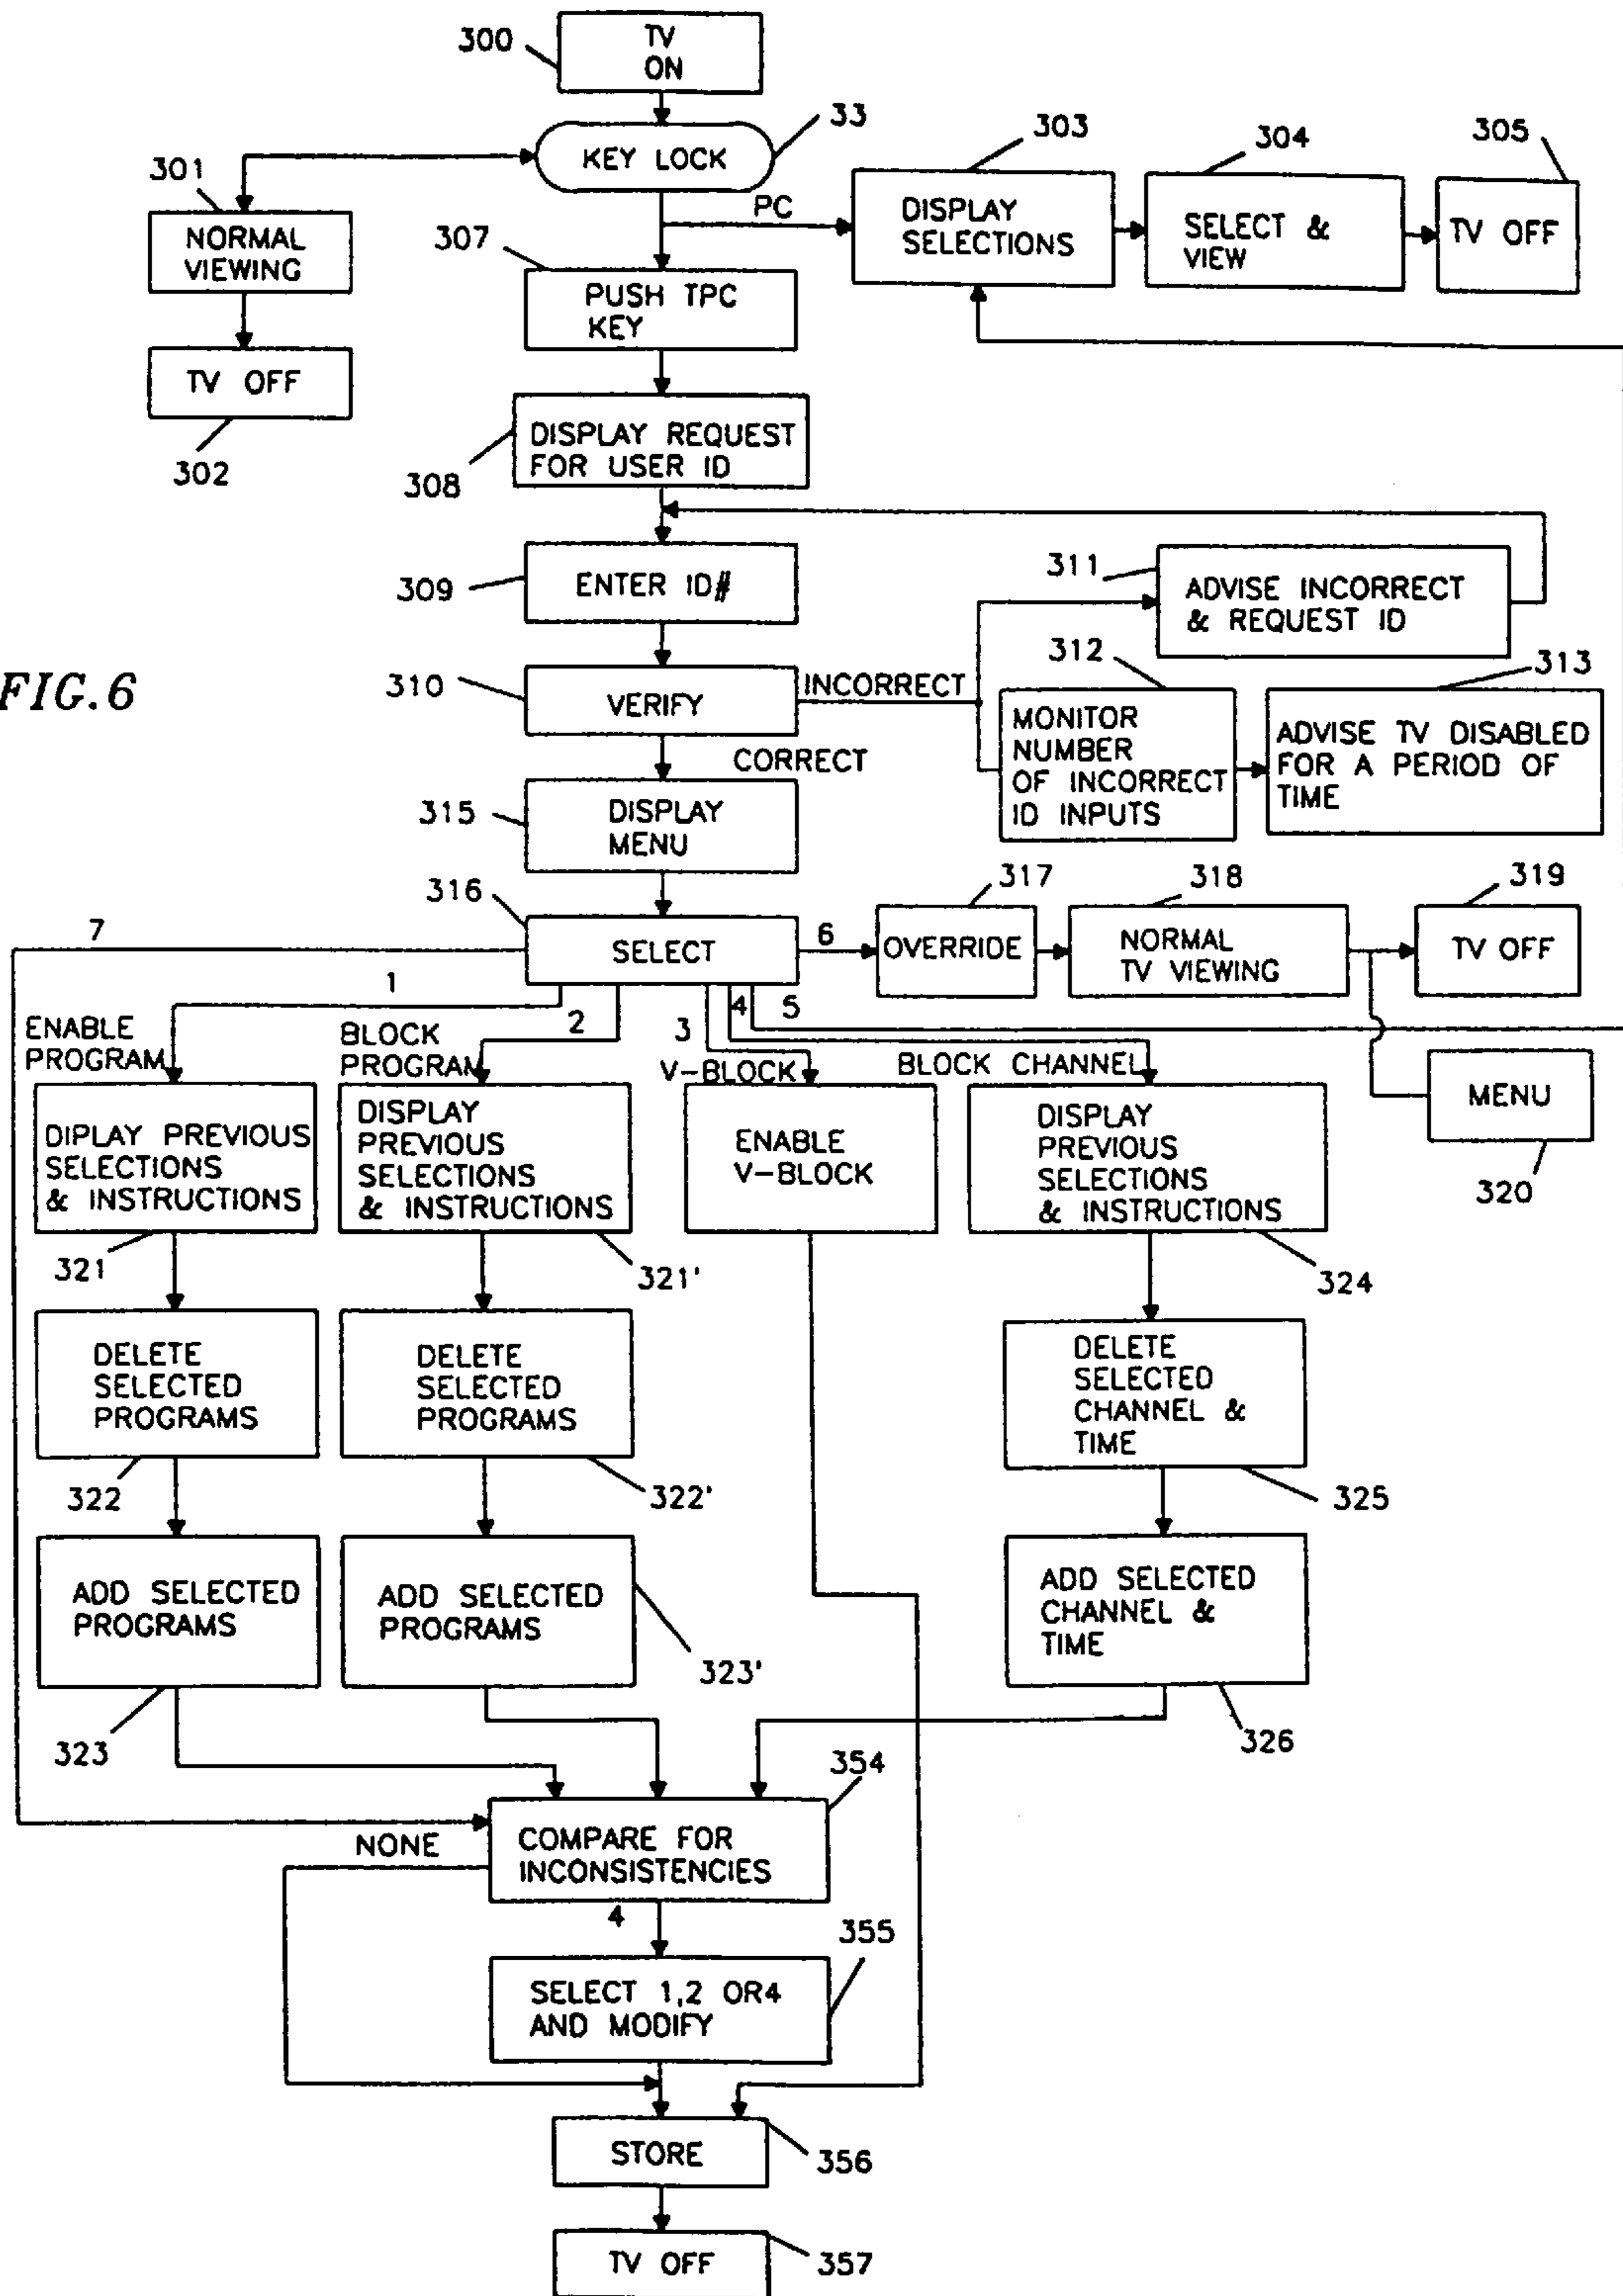 300
TV
ON
33
KEY LOCK
301
NORMAL
VIEWING
TV OFF
302
PC
303
DISPLAY
SELECTIONS
304
SELECT &
VIEW
305
TV OFF
307
PUSH TPC
KEY
308
DISPLAY REQUEST
FOR USER ID
309
ENTER ID#
FIG.6
310
VERIFY
INCORRECT
311
ADVISE INCORRECT
& REQUEST ID
312
MONITOR
NUMBER
OF INCORRECT
ID INPUTS
313
ADVISE TV DISABLED
FOR A PERIOD OF
TIME
CORRECT
315
DISPLAY
MENU
316
SELECT
7
6
317
OVERRIDE
318
NORMAL
TV VIEWING
319
TV OFF
MENU
320
1
ENABLE
PROGRAM
2
BLOCK
PROGRAM
3
V-BLOCK
4
5
BLOCK CHANNEL
DIPLAY PREVIOUS
SELECTIONS
& INSTRUCTIONS
321
DISPLAY
PREVIOUS
SELECTIONS
& INSTRUCTIONS
321'
ENABLE
V-BLOCK
DISPLAY
PREVIOUS
SELECTIONS
& INSTRUCTIONS
324
DELETE
SELECTED
PROGRAMS
322
DELETE
SELECTED
PROGRAMS
322'
DELETE
SELECTED
CHANNEL &
TIME
325
ADD SELECTED
PROGRAMS
323
ADD SELECTED
PROGRAMS
323'
ADD SELECTED
CHANNEL &
TIME
326
354
COMPARE FOR
INCONSISTENCIES
NONE
4
355
SELECT 1,2 OR4
AND MODIFY
STORE
356
TV OFF
357